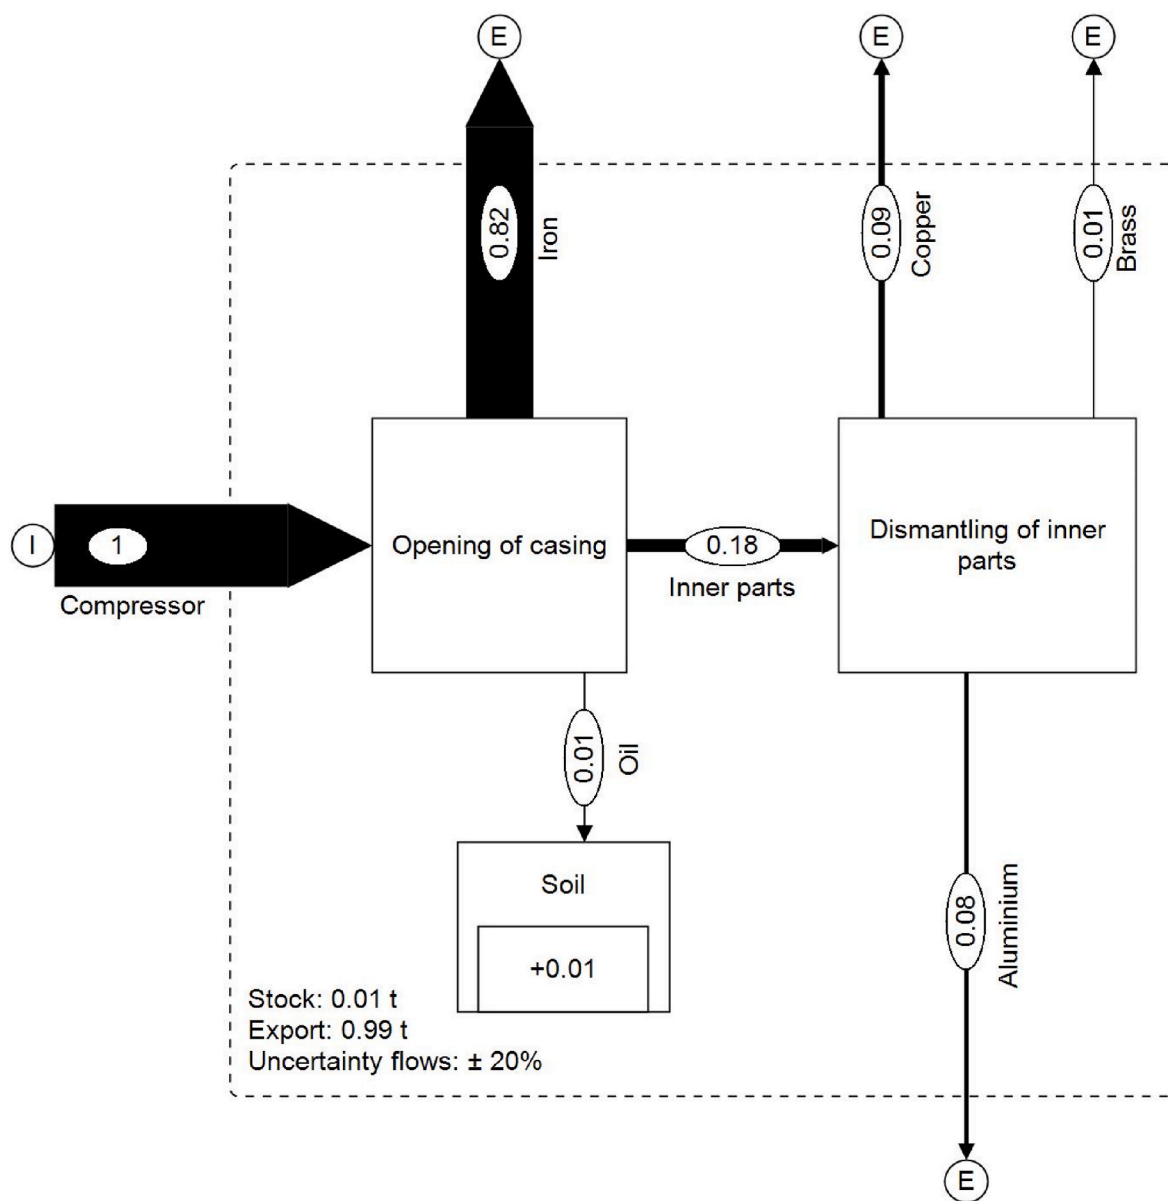 E
E
E
0.82
Iron
0.09
Copper
0.01
Brass
I
1
Compressor
Opening of casing
0.18
Inner parts
Dismantling of inner
parts
0.01
Oil
Soil
+0.01
0.08
Aluminium
Stock: 0.01 t
Export: 0.99 t
Uncertainty flows: ± 20%
E